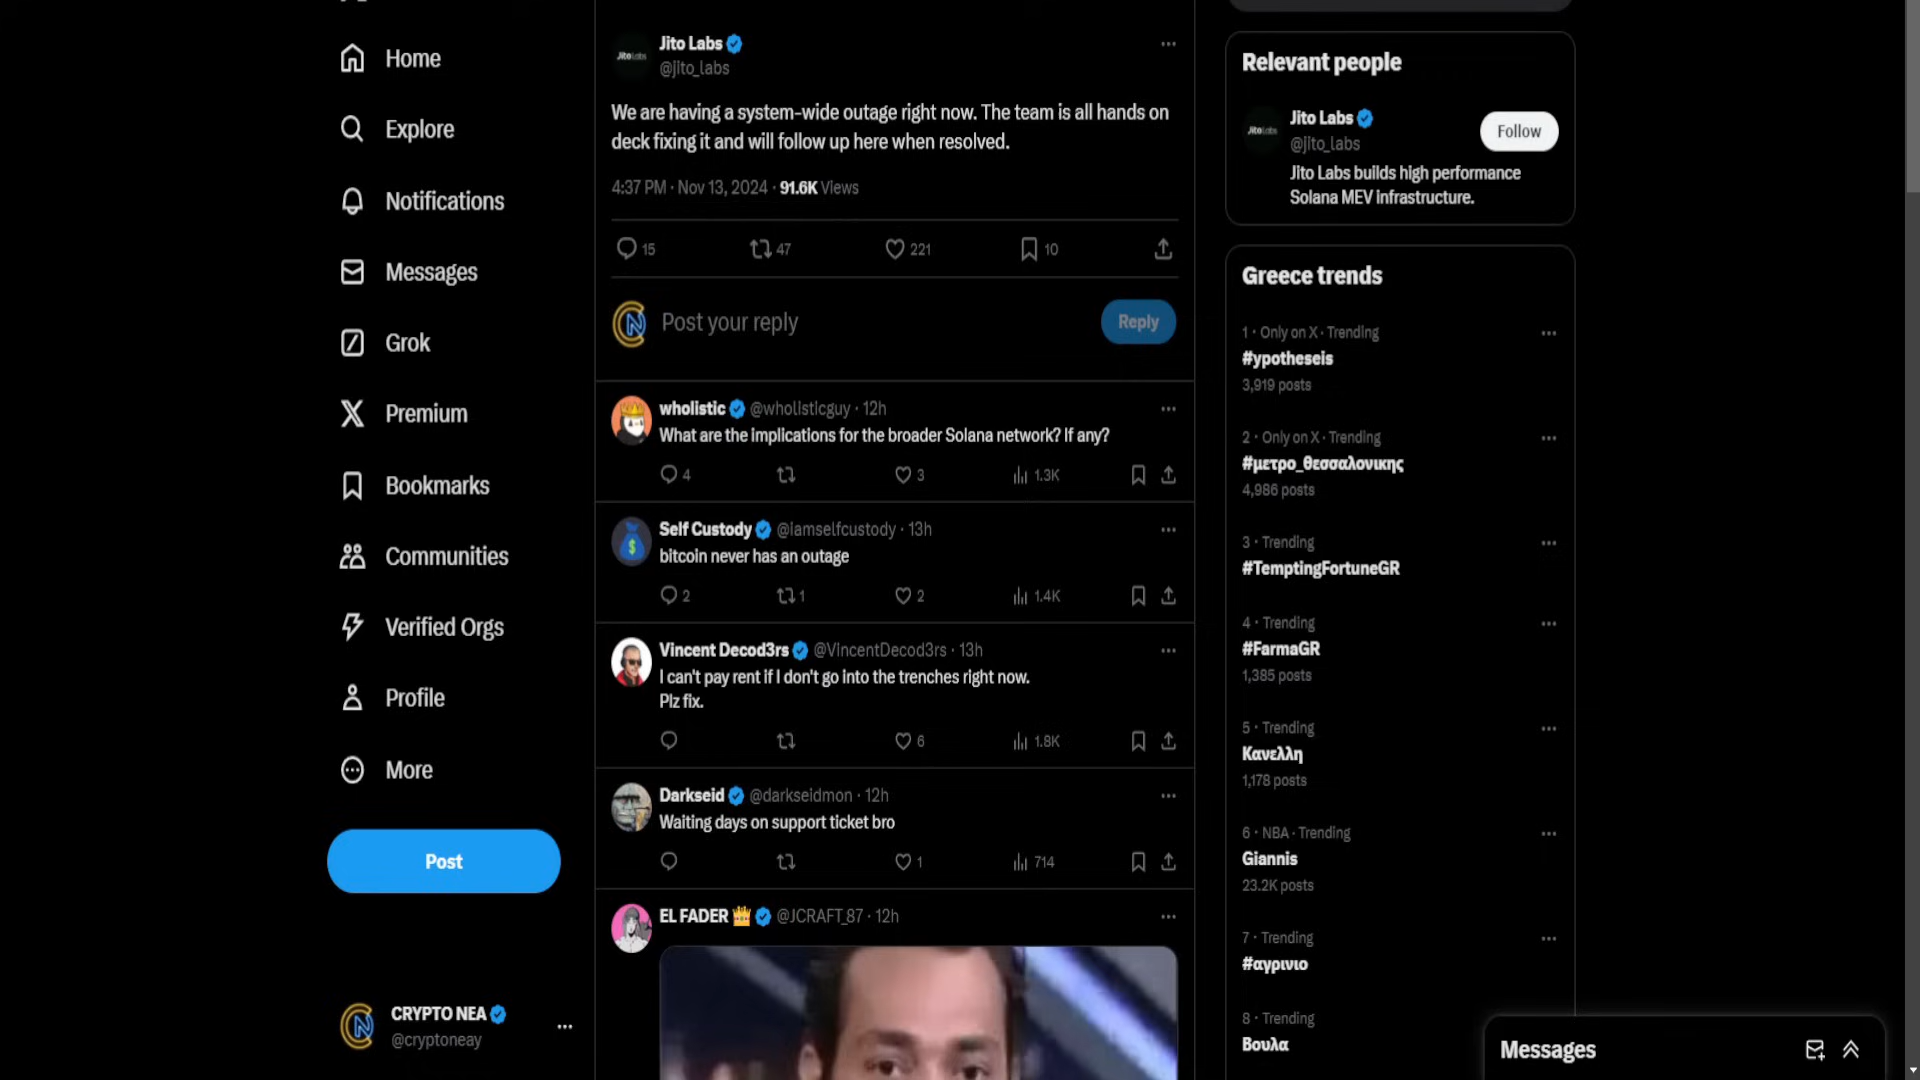 Home
Explore
Notifications
Messages
Grok
Premium
Bookmarks
Communities
Verified Orgs
Profile
More
Post
CRYPTO NEA
@cryptoneay
Jito Labs
Jito Labs
@jito_labs
We are having a system-wide outage right now. The team is all hands on
deck fixing it and will follow up here when resolved.
4:37 PM · Nov 13, 2024 · 91.6K Views
15 47 221 10
Post your reply
Reply
wholistic @wholisticguy · 12h
What are the implications for the broader Solana network? If any?
4 3 1.3K
Self Custody @Iamselfcustody · 13h
bitcoin never has an outage
2 1 2 1.4K
Vincent Decod3rs @VincentDecod3rs · 13h
I can't pay rent if I don't go into the trenches right now.
Plz fix.
6 1.8K
Darkseid @darkseidmon · 12h
Waiting days on support ticket bro
1 714
EL FADER @JCRAFT_87 · 12h
Relevant people
Jito Labs
Jito Labs
@jito_labs
Follow
Jito Labs builds high performance
Solana MEV infrastructure.
Greece trends
1 · Only on X · Trending
#ypotheseis
3,919 posts
2 · Only on X · Trending
#μετρο_θεσσαλονικης
4,986 posts
3 · Trending
#TemptingFortuneGR
4 · Trending
#FarmaGR
1,385 posts
5 · Trending
Κανελλη
1,178 posts
6 · NBA · Trending
Giannis
23.2K posts
7 · Trending
#αγρινιο
8 · Trending
Βουλα
Messages